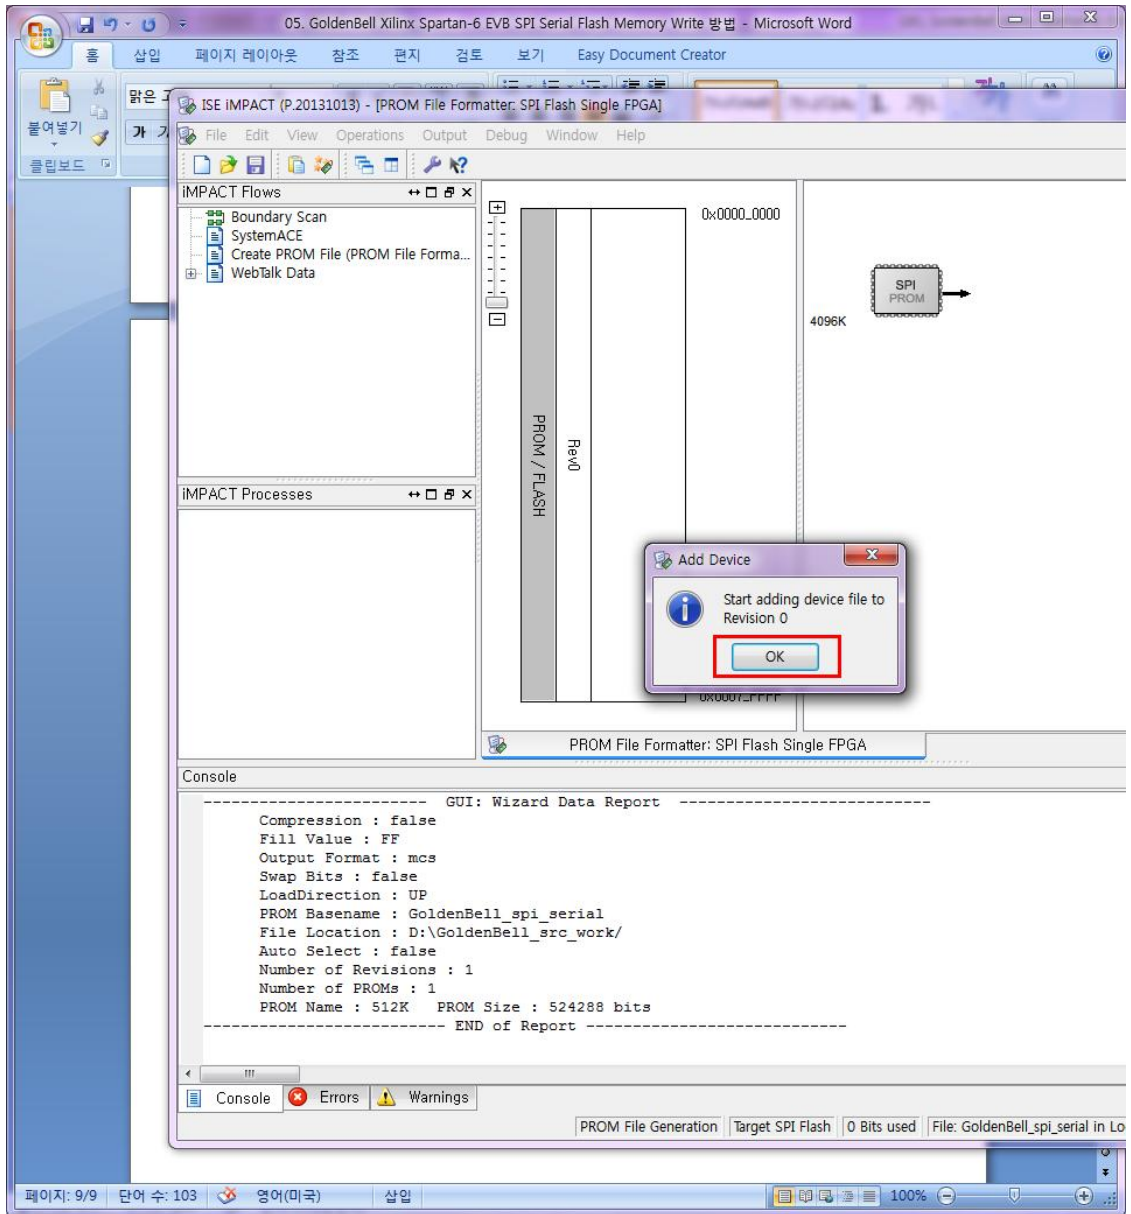 05. GoldenBell Xilinx Spartan-6 EVB SPI Serial Flash Memory Write 방법 - Microsoft Word
홈 삽입 페이지 레이아웃 참조 편지 검토 보기 Easy Document Creator
맑은
붙여넣기
가
클립보드
ISE iMPACT (P.20131013) - [PROM File Formatter: SPI Flash Single FPGA]
File Edit View Operations Output Debug Window Help
iMPACT Flows
Boundary Scan
SystemACE
Create PROM File (PROM File Forma...
WebTalk Data
iMPACT Processes
0x0000_0000
PROM / FLASH
Rev0
SPI
PROM
4096K
Add Device
Start adding device file to
Revision 0
OK
0x0007_FFFF
PROM File Formatter: SPI Flash Single FPGA
Console
------------------------ GUI: Wizard Data Report ---------------------------
Compression : false
Fill Value : FF
Output Format : mcs
Swap Bits : false
LoadDirection : UP
PROM Basename : GoldenBell_spi_serial
File Location : D:\GoldenBell_src_work/
Auto Select : false
Number of Revisions : 1
Number of PROMs : 1
PROM Name : 512K PROM Size : 524288 bits
-------------------------- END of Report ----------------------------
Console Errors Warnings
PROM File Generation Target SPI Flash 0 Bits used File: GoldenBell_spi_serial in Lo
페이지: 9/9 단어 수: 103 영어(미국) 삽입 100%